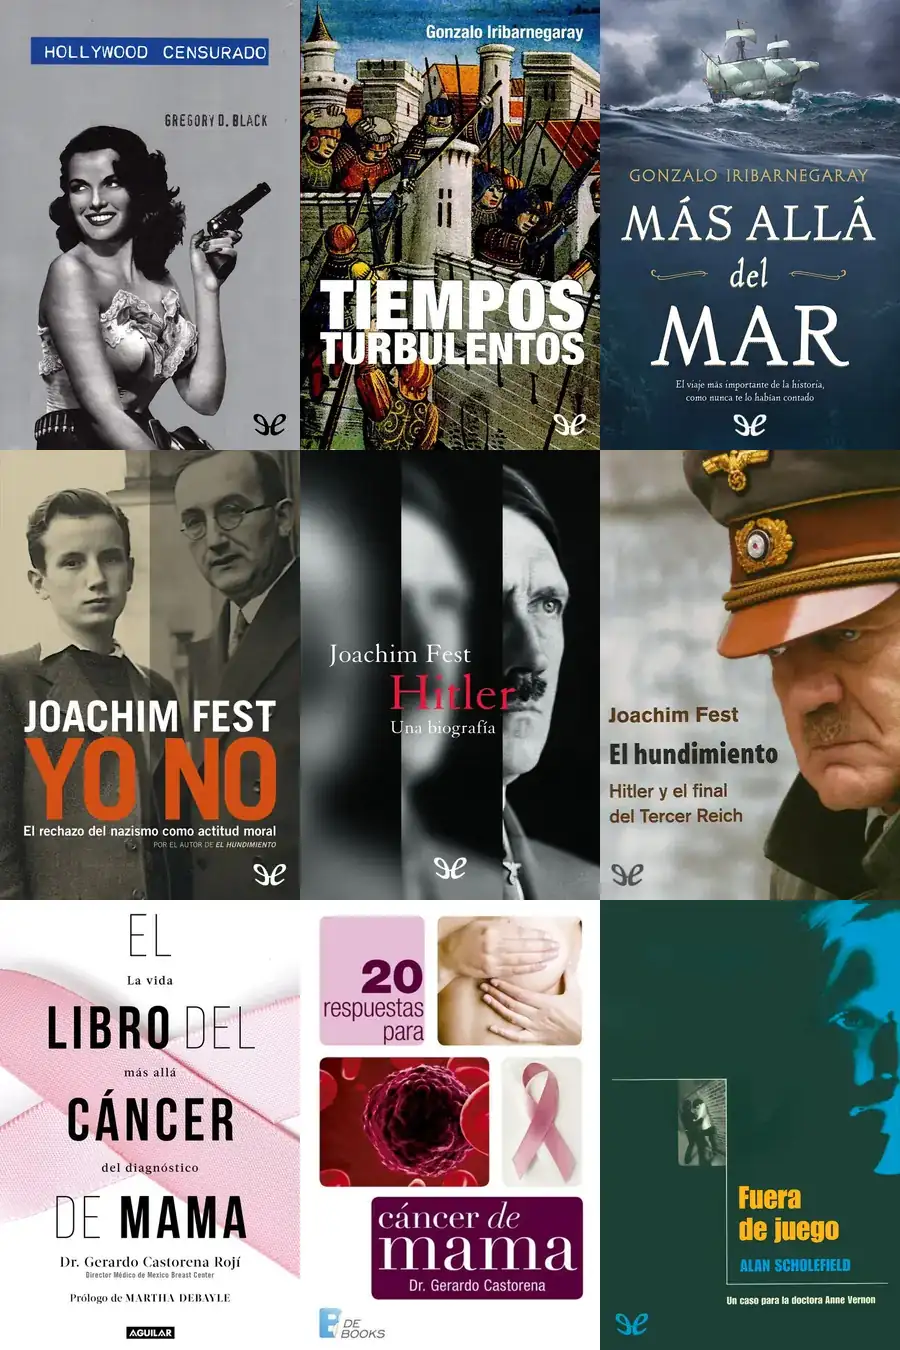 HOLLYWOOD CENSURADO
GREGORY D. BLACK
Gonzalo Iribarnegaray
TIEMPOS
TURBULENTOS
GONZALO IRIBARNEGARAY
MÁS ALLÁ
del
MAR
El viaje más importante de la historia,
como nunca te lo habían contado
JOACHIM FEST
YO NO
El rechazo del nazismo como actitud moral
POR EL AUTOR DE EL HUNDIMIENTO
Joachim Fest
Hitler
Una biografía
Joachim Fest
El hundimiento
Hitler y el final
del Tercer Reich
EL
La vida
LIBRO DEL
más allá
CÁNCER
del diagnóstico
DE MAMA
Dr. Gerardo Castorena Rojí
Director Médico de Mexico Breast Center
Prólogo de MARTHA DEBAYLE
AGUILAR
20
respuestas
para
cáncer de
mama
Dr. Gerardo Castorena
B DE
BOOKS
Fuera
de juego
ALAN SCHOLEFIELD
Un caso para la doctora Anne Vernon